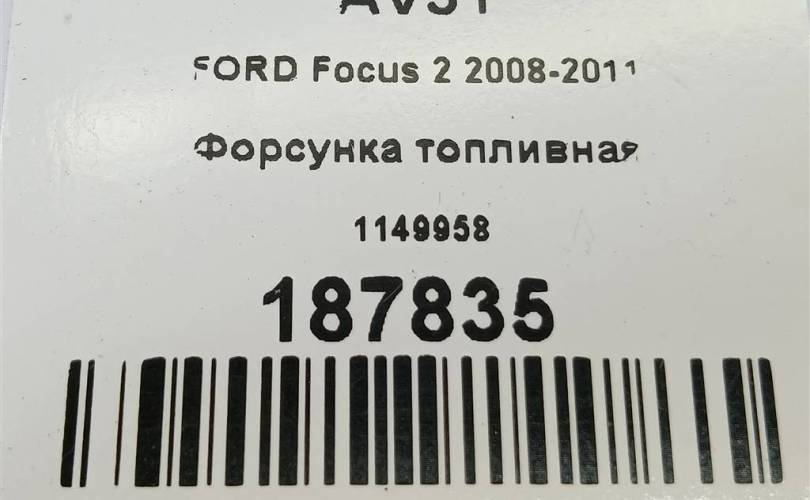 FORD Focus 2 2008-2011
Форсунка топливная
1149958
187835